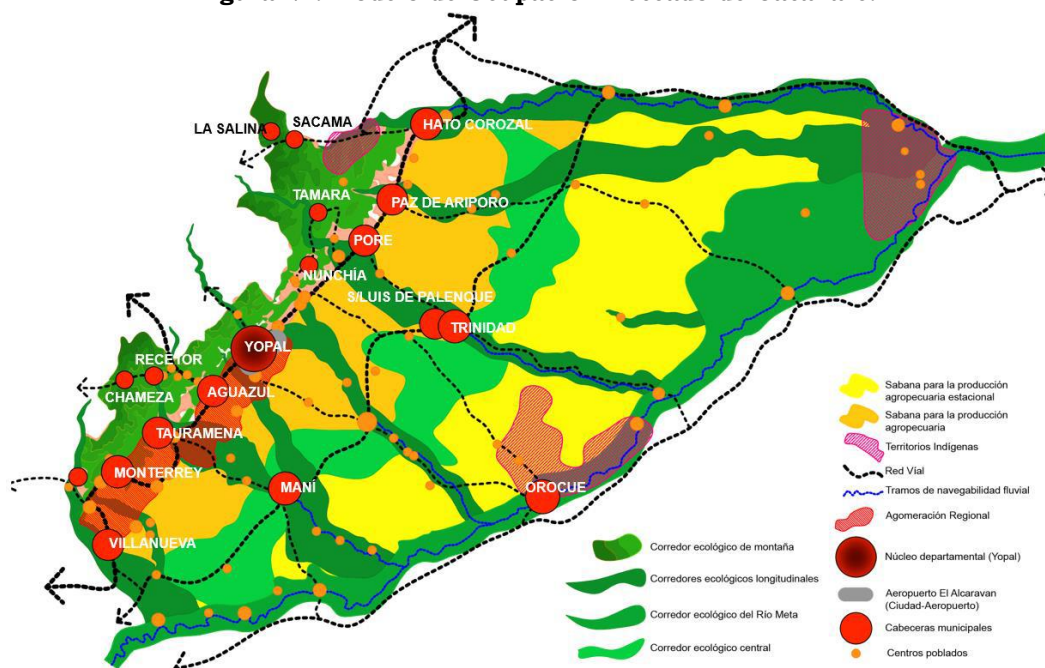 LA SALINA
SACAMA
HATO COROZAL
TAMARA
PAZ DE ARIPORO
PORE
NUNCHÍA
S/LUIS DE PALENQUE
TRINIDAD
YOPAL
RECETOR
CHAMEZA
AGUAZUL
TAURAMENA
MONTERREY
MANÍ
OROCUE
VILLANUEVA
Sabana para la producción
agropecuaria estacional
Sabana para la producción
agropecuaria
Territorios Indígenas
Red Víal
Tramos de navegabilidad fluvial
Agomeración Regional
Núcleo departamental (Yopal)
Aeropuerto El Alcaravan
(Ciudad-Aeropuerto)
Cabeceras municipales
Centros poblados
Corredor ecológico de montaña
Corredores ecológicos longitudinales
Corredor ecológico del Río Meta
Corredor ecológico central